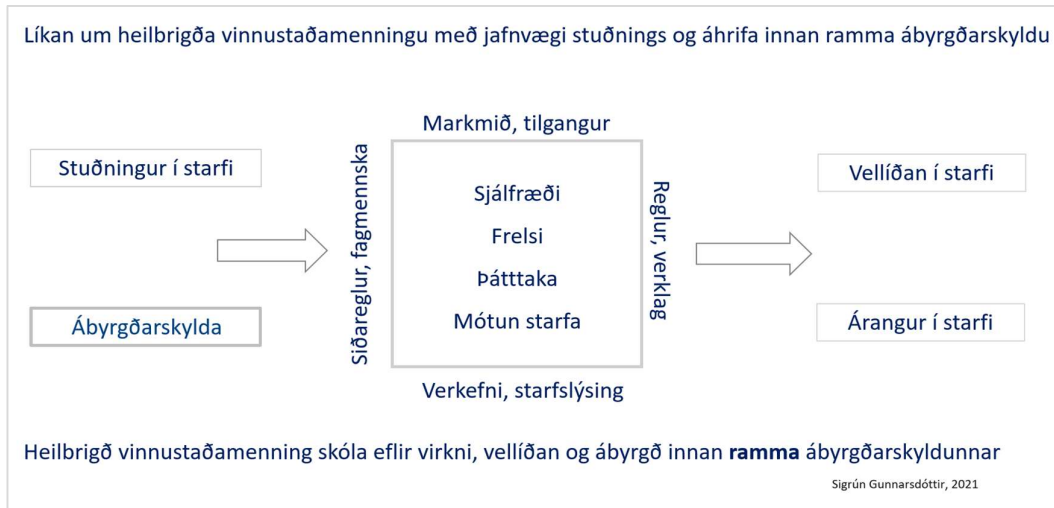 Líkan um heilbrigða vinnustaðamenningu með jafnvægi stuðnings og áhrifa innan ramma ábyrgðarskyldu
Stuðningur í starfi
Ábyrgðarskylda
Markmið, tilgangur
Siðareglur, fagmennska
Sjálfræði
Frelsi
Þátttaka
Mótun starfa
Reglur, verklag
Verkefni, starfslýsing
Vellíðan í starfi
Árangur í starfi
Heilbrigð vinnustaðamenning skóla eflir virkni, vellíðan og ábyrgð innan ramma ábyrgðarskyldunnar
Sigrún Gunnarsdóttir, 2021